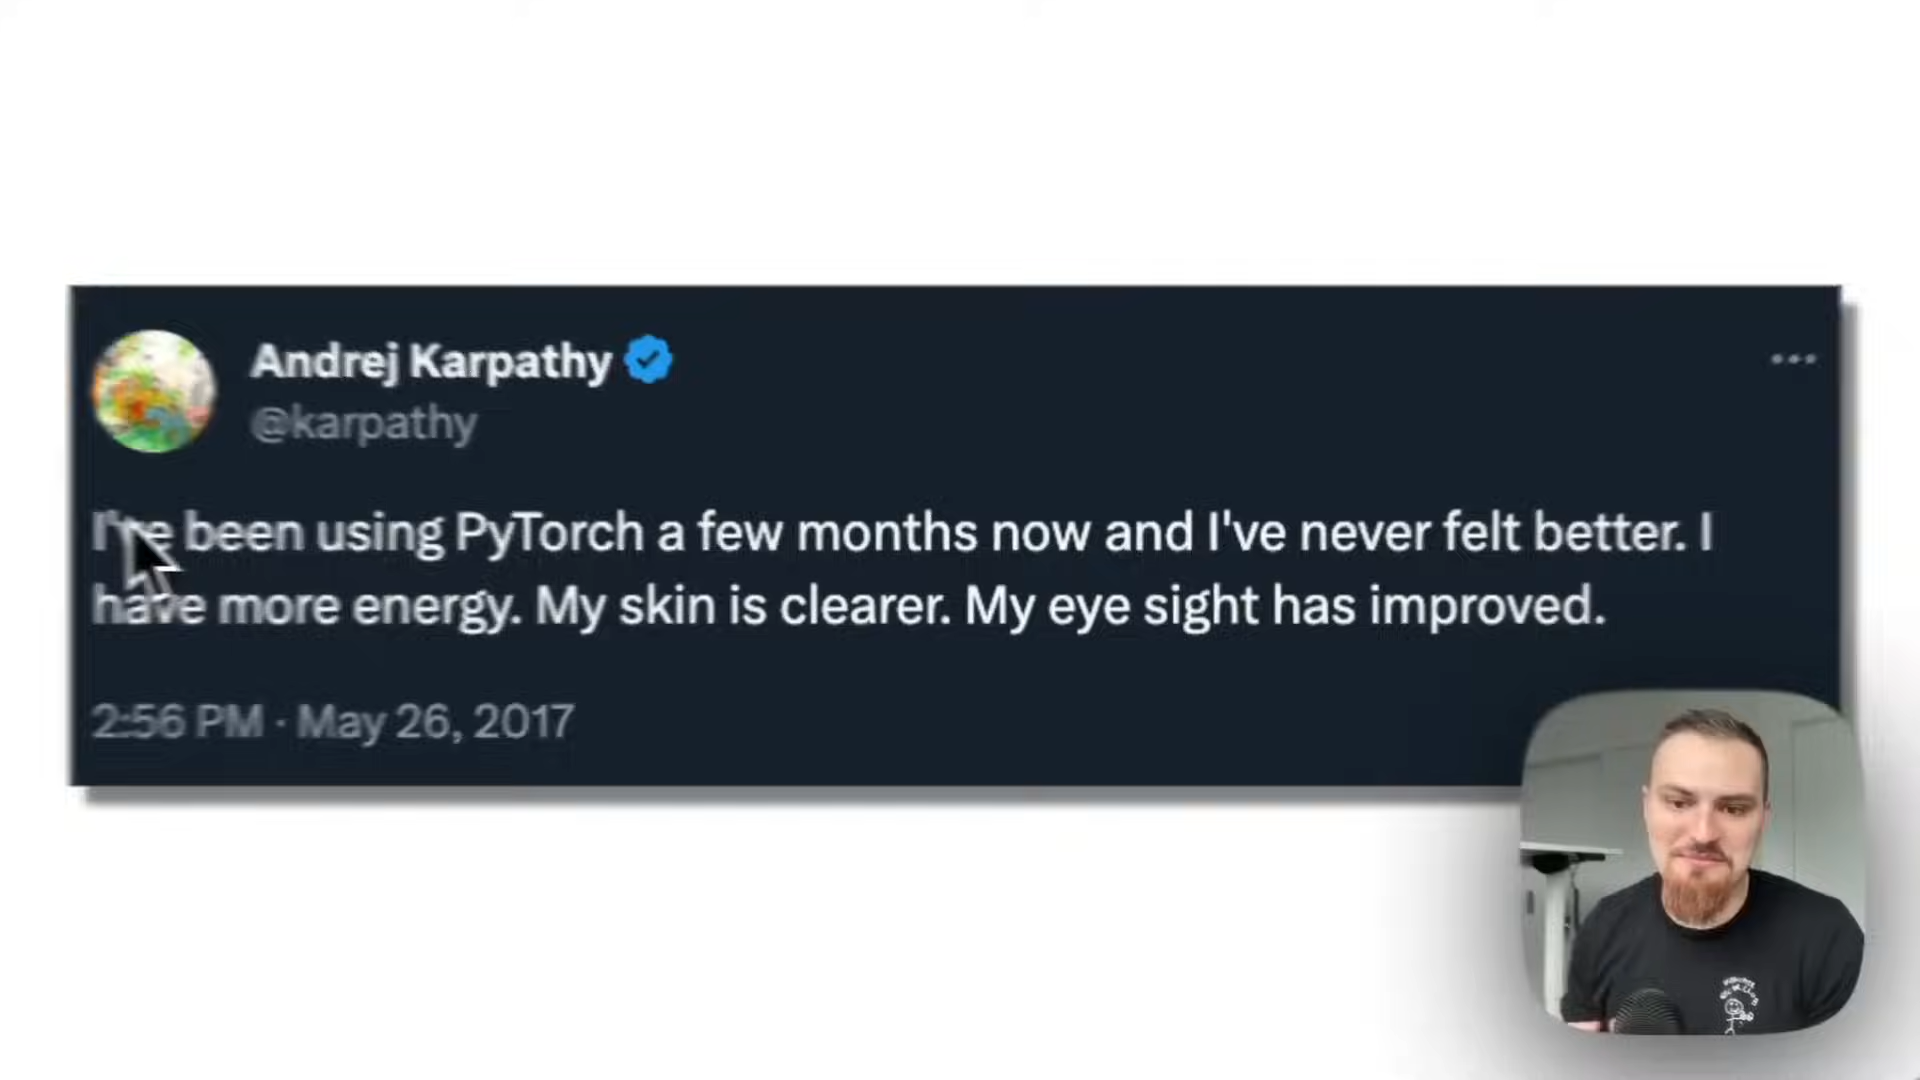 Andrej Karpathy
@karpathy
I've been using PyTorch a few months now and I've never felt better. I
have more energy. My skin is clearer. My eye sight has improved.
2:56 PM · May 26, 2017